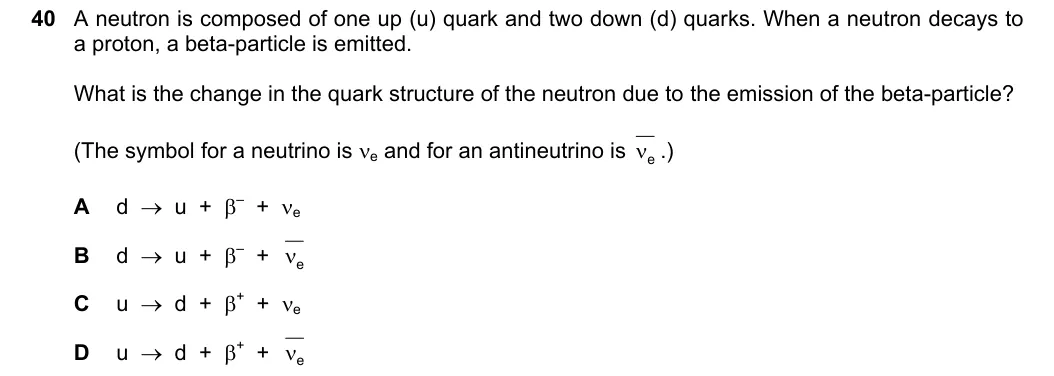 40 A neutron is composed of one up (u) quark and two down (d) quarks. When a neutron decays to
a proton, a beta-particle is emitted.
What is the change in the quark structure of the neutron due to the emission of the beta-particle?
(The symbol for a neutrino is νₑ and for an antineutrino is ν̅ₑ .)
A d → u + β⁻ + νₑ
B d → u + β⁻ + ν̅ₑ
C u → d + β⁺ + νₑ
D u → d + β⁺ + ν̅ₑ